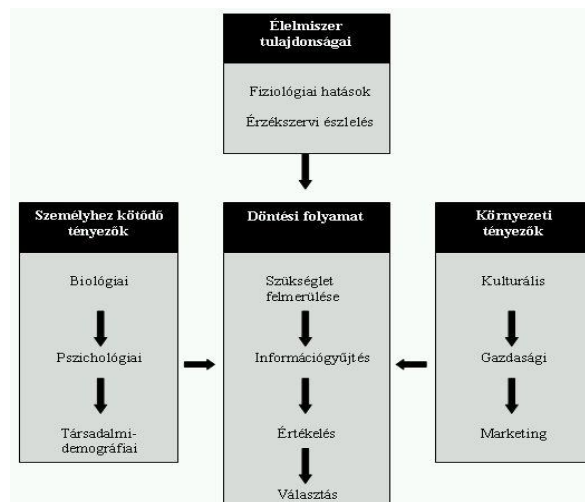 Élelmiszer
tulajdonságai
Fiziológiai hatások
Érzékszervi észlelés
Személyhez kötődő
tényezők
Biológiai
Pszichológiai
Társadalmi-
demográfiai
Döntési folyamat
Szükséglet
felmerülése
Információgyűjtés
Értékelés
Választás
Környezeti
tényezők
Kulturális
Gazdasági
Marketing